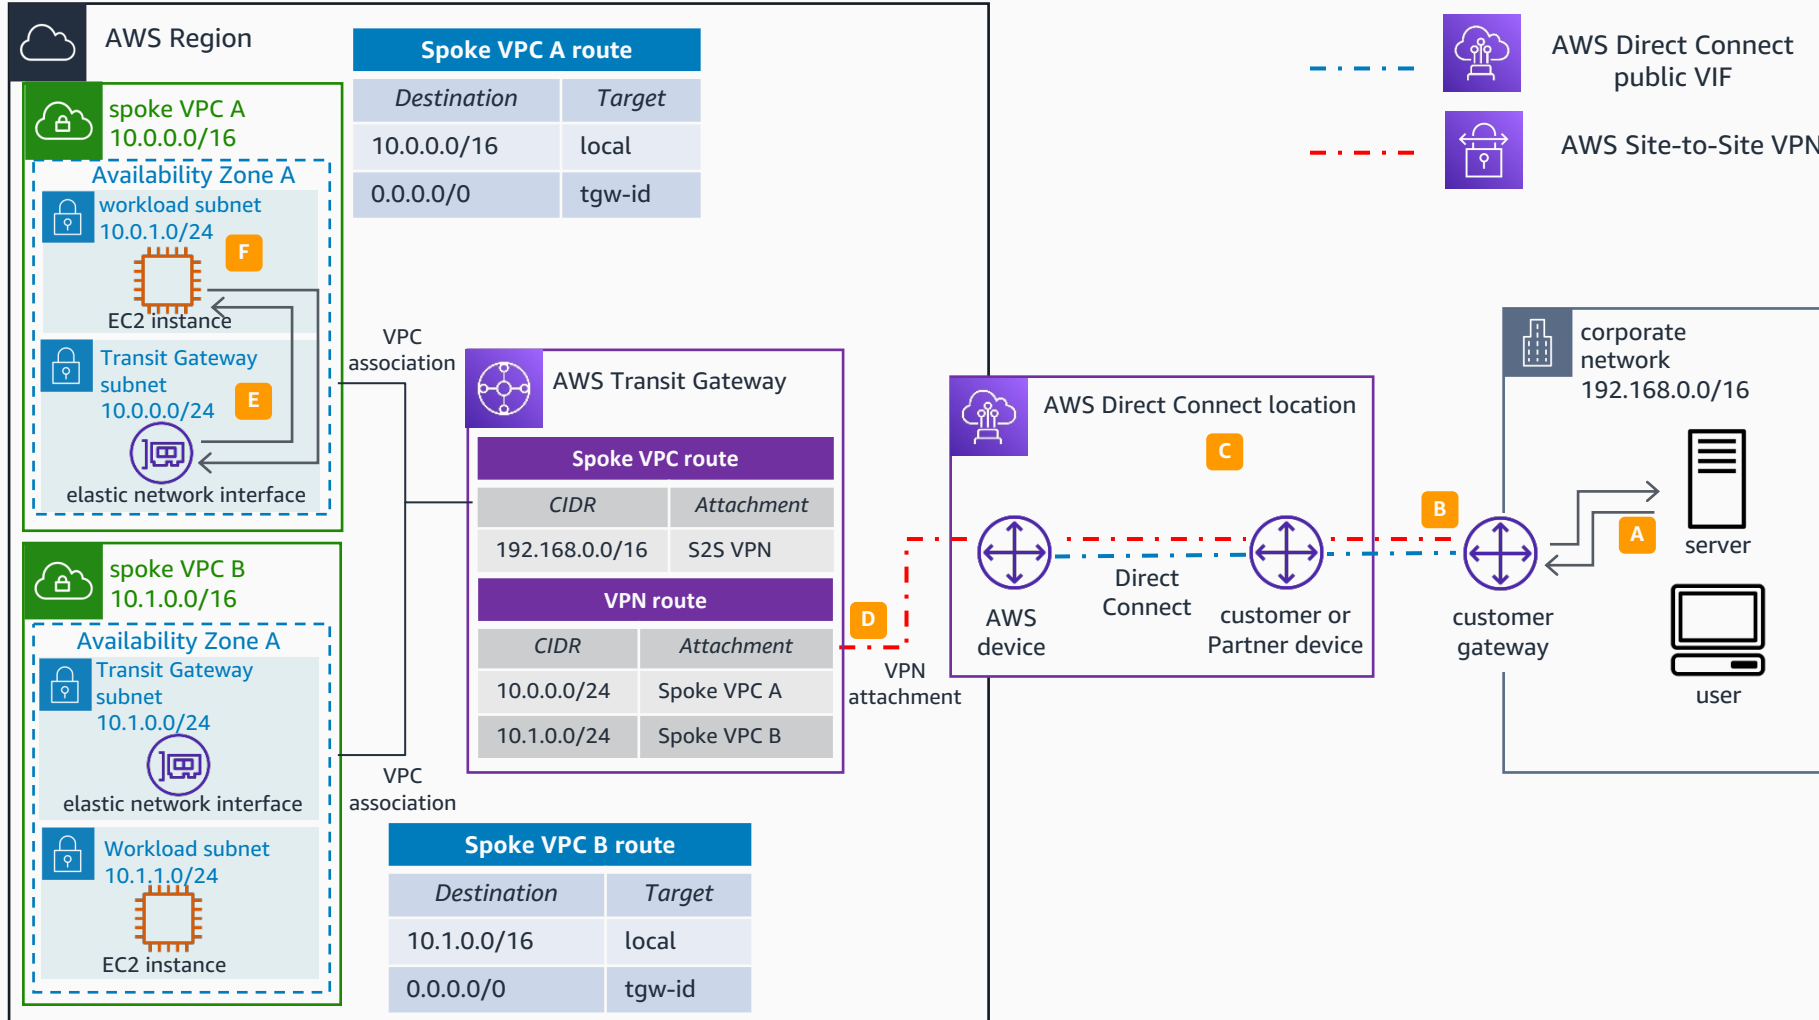 AWS Region
spoke VPC A
10.0.0.0/16
Availability Zone A
workload subnet
10.0.1.0/24
F
EC2 instance
Transit Gateway
subnet
10.0.0.0/24
E
elastic network interface
spoke VPC B
10.1.0.0/16
Availability Zone A
Transit Gateway
subnet
10.1.0.0/24
elastic network interface
Workload subnet
10.1.1.0/24
EC2 instance
Spoke VPC A route
Destination Target
10.0.0.0/16 local
0.0.0.0/0 tgw-id
VPC
association
VPC
association
Spoke VPC B route
Destination Target
10.1.0.0/16 local
0.0.0.0/0 tgw-id
AWS Transit Gateway
Spoke VPC route
CIDR Attachment
192.168.0.0/16 S2S VPN
VPN route
CIDR Attachment
10.0.0.0/24 Spoke VPC A
10.1.0.0/24 Spoke VPC B
D
VPN
attachment
AWS Direct Connect location
C
AWS
device
Direct
Connect
customer or
Partner device
B
customer
gateway
AWS Direct Connect
public VIF
AWS Site-to-Site VPN
corporate
network
192.168.0.0/16
A
server
user